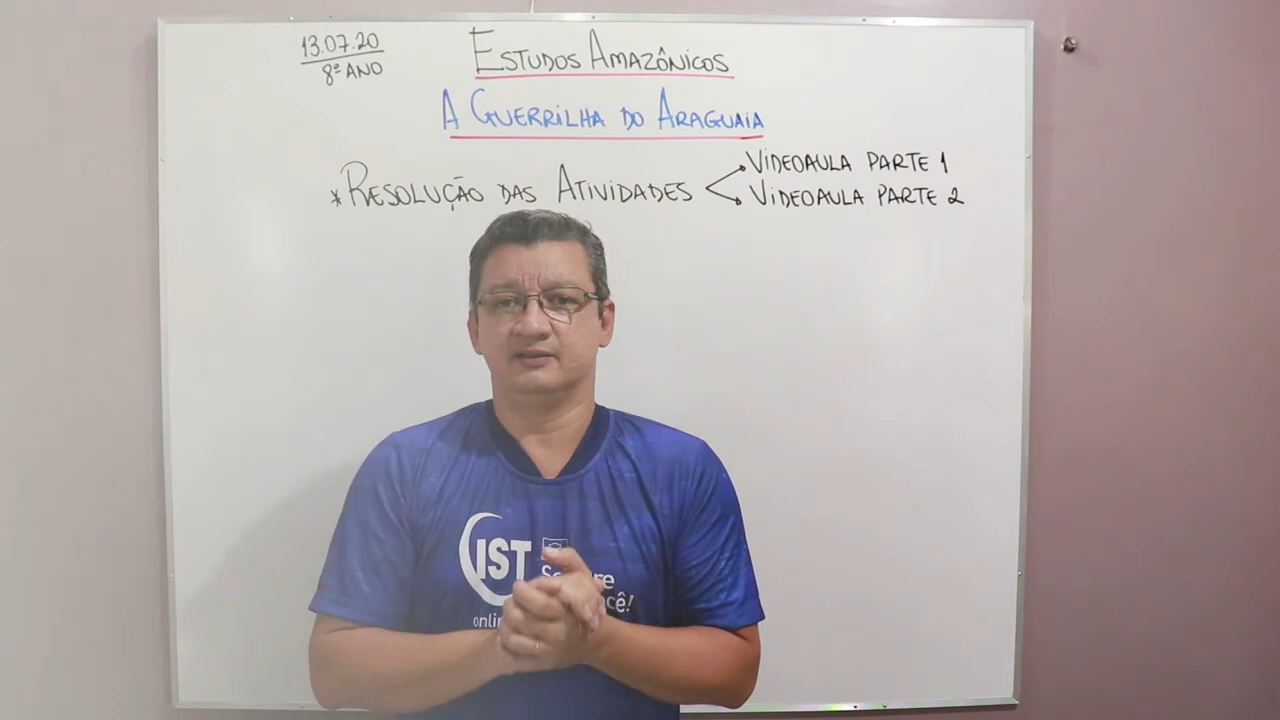 13.07.20
8º ANO
ESTUDOS AMAZÔNICOS
A GUERRILHA DO ARAGUAIA
* RESOLUÇÃO DAS ATIVIDADES
VIDEOAULA PARTE 1
VIDEOAULA PARTE 2
IST